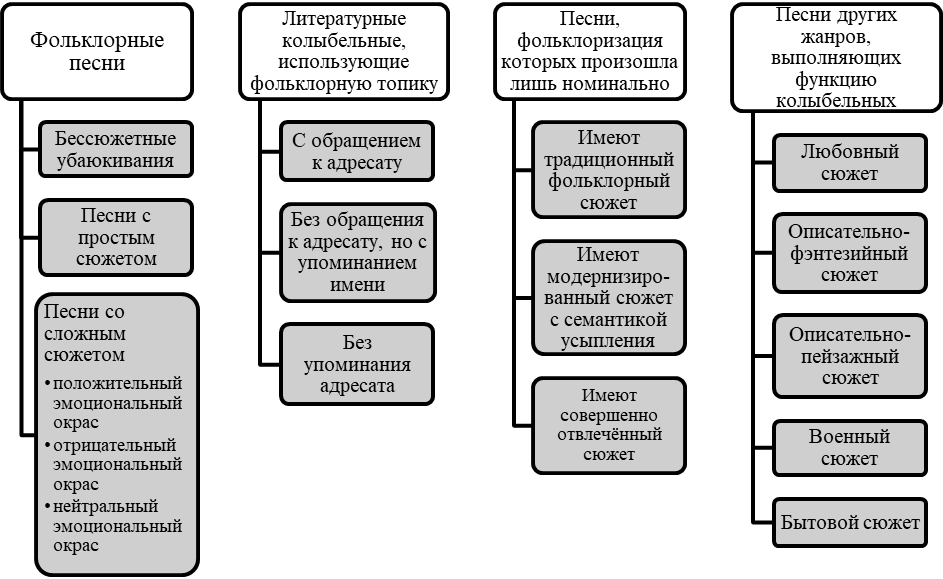 Фольклорные
песни
Бессюжетные
убаюкивания
Песни с
простым
сюжетом
Песни со
сложным
сюжетом
•положительный
эмоциональный
окрас
•отрицательный
эмоциональный
окрас
•нейтральный
эмоциональный
окрас
Литературные
колыбельные,
использующие
фольклорную топику
С обращением
к адресату
Без обращения
к адресату, но с
упоминанием
имени
Без
упоминания
адресата
Песни,
фольклоризация
которых произошла
лишь номинально
Имеют
традиционный
фольклорный
сюжет
Имеют
модернизиро-
ванный сюжет
с семантикой
усыпления
Имеют
совершенно
отвлечённый
сюжет
Песни других
жанров,
выполняющих
функцию
колыбельных
Любовный
сюжет
Описательно-
фэнтезийный
сюжет
Описательно-
пейзажный
сюжет
Военный
сюжет
Бытовой сюжет